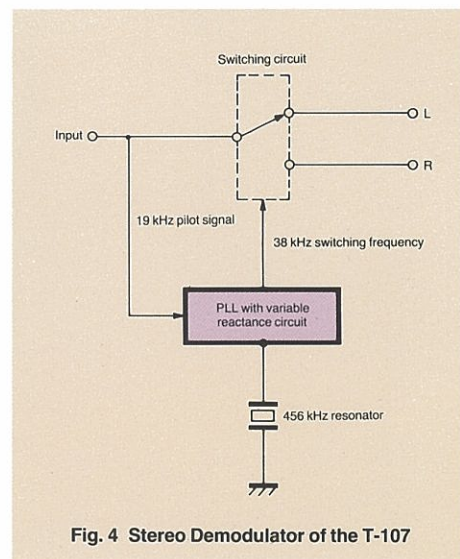 Switching circuit
Input
L
R
19 kHz pilot signal
38 kHz switching frequency
PLL with variable
reactance circuit
456 kHz resonator
Fig. 4 Stereo Demodulator of the T-107